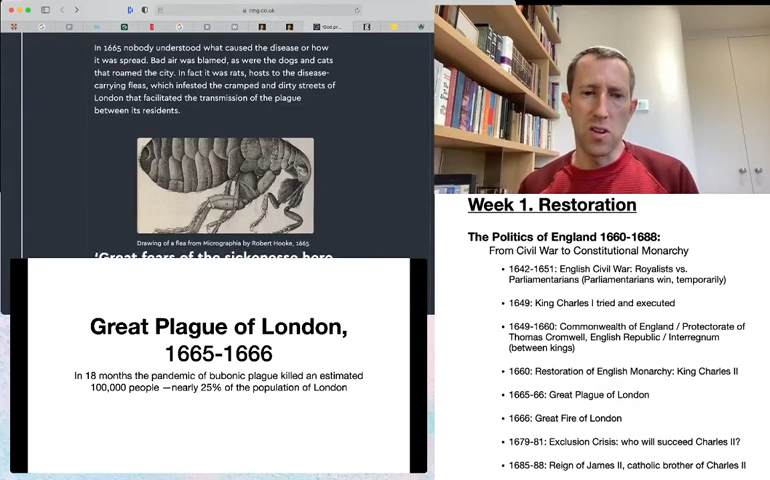 rmg.co.uk
In 1665 nobody understood what caused the disease or how
it was spread. Bad air was blamed, as were the dogs and cats
that roamed the city. In fact it was rats, hosts to the disease-
carrying fleas, which infested the cramped and dirty streets of
London that facilitated the transmission of the plague
between its residents.
Drawing of a flea from Micrographia by Robert Hooke, 1665
'Great fears of the sickenesse here
Great Plague of London,
1665-1666
In 18 months the pandemic of bubonic plague killed an estimated
100,000 people —nearly 25% of the population of London
Week 1. Restoration
The Politics of England 1660-1688:
From Civil War to Constitutional Monarchy
• 1642-1651: English Civil War: Royalists vs.
Parliamentarians (Parliamentarians win, temporarily)
• 1649: King Charles I tried and executed
• 1649-1660: Commonwealth of England / Protectorate of
Thomas Cromwell, English Republic / Interregnum
(between kings)
• 1660: Restoration of English Monarchy: King Charles II
• 1665-66: Great Plague of London
• 1666: Great Fire of London
• 1679-81: Exclusion Crisis: who will succeed Charles II?
• 1685-88: Reign of James II, catholic brother of Charles II